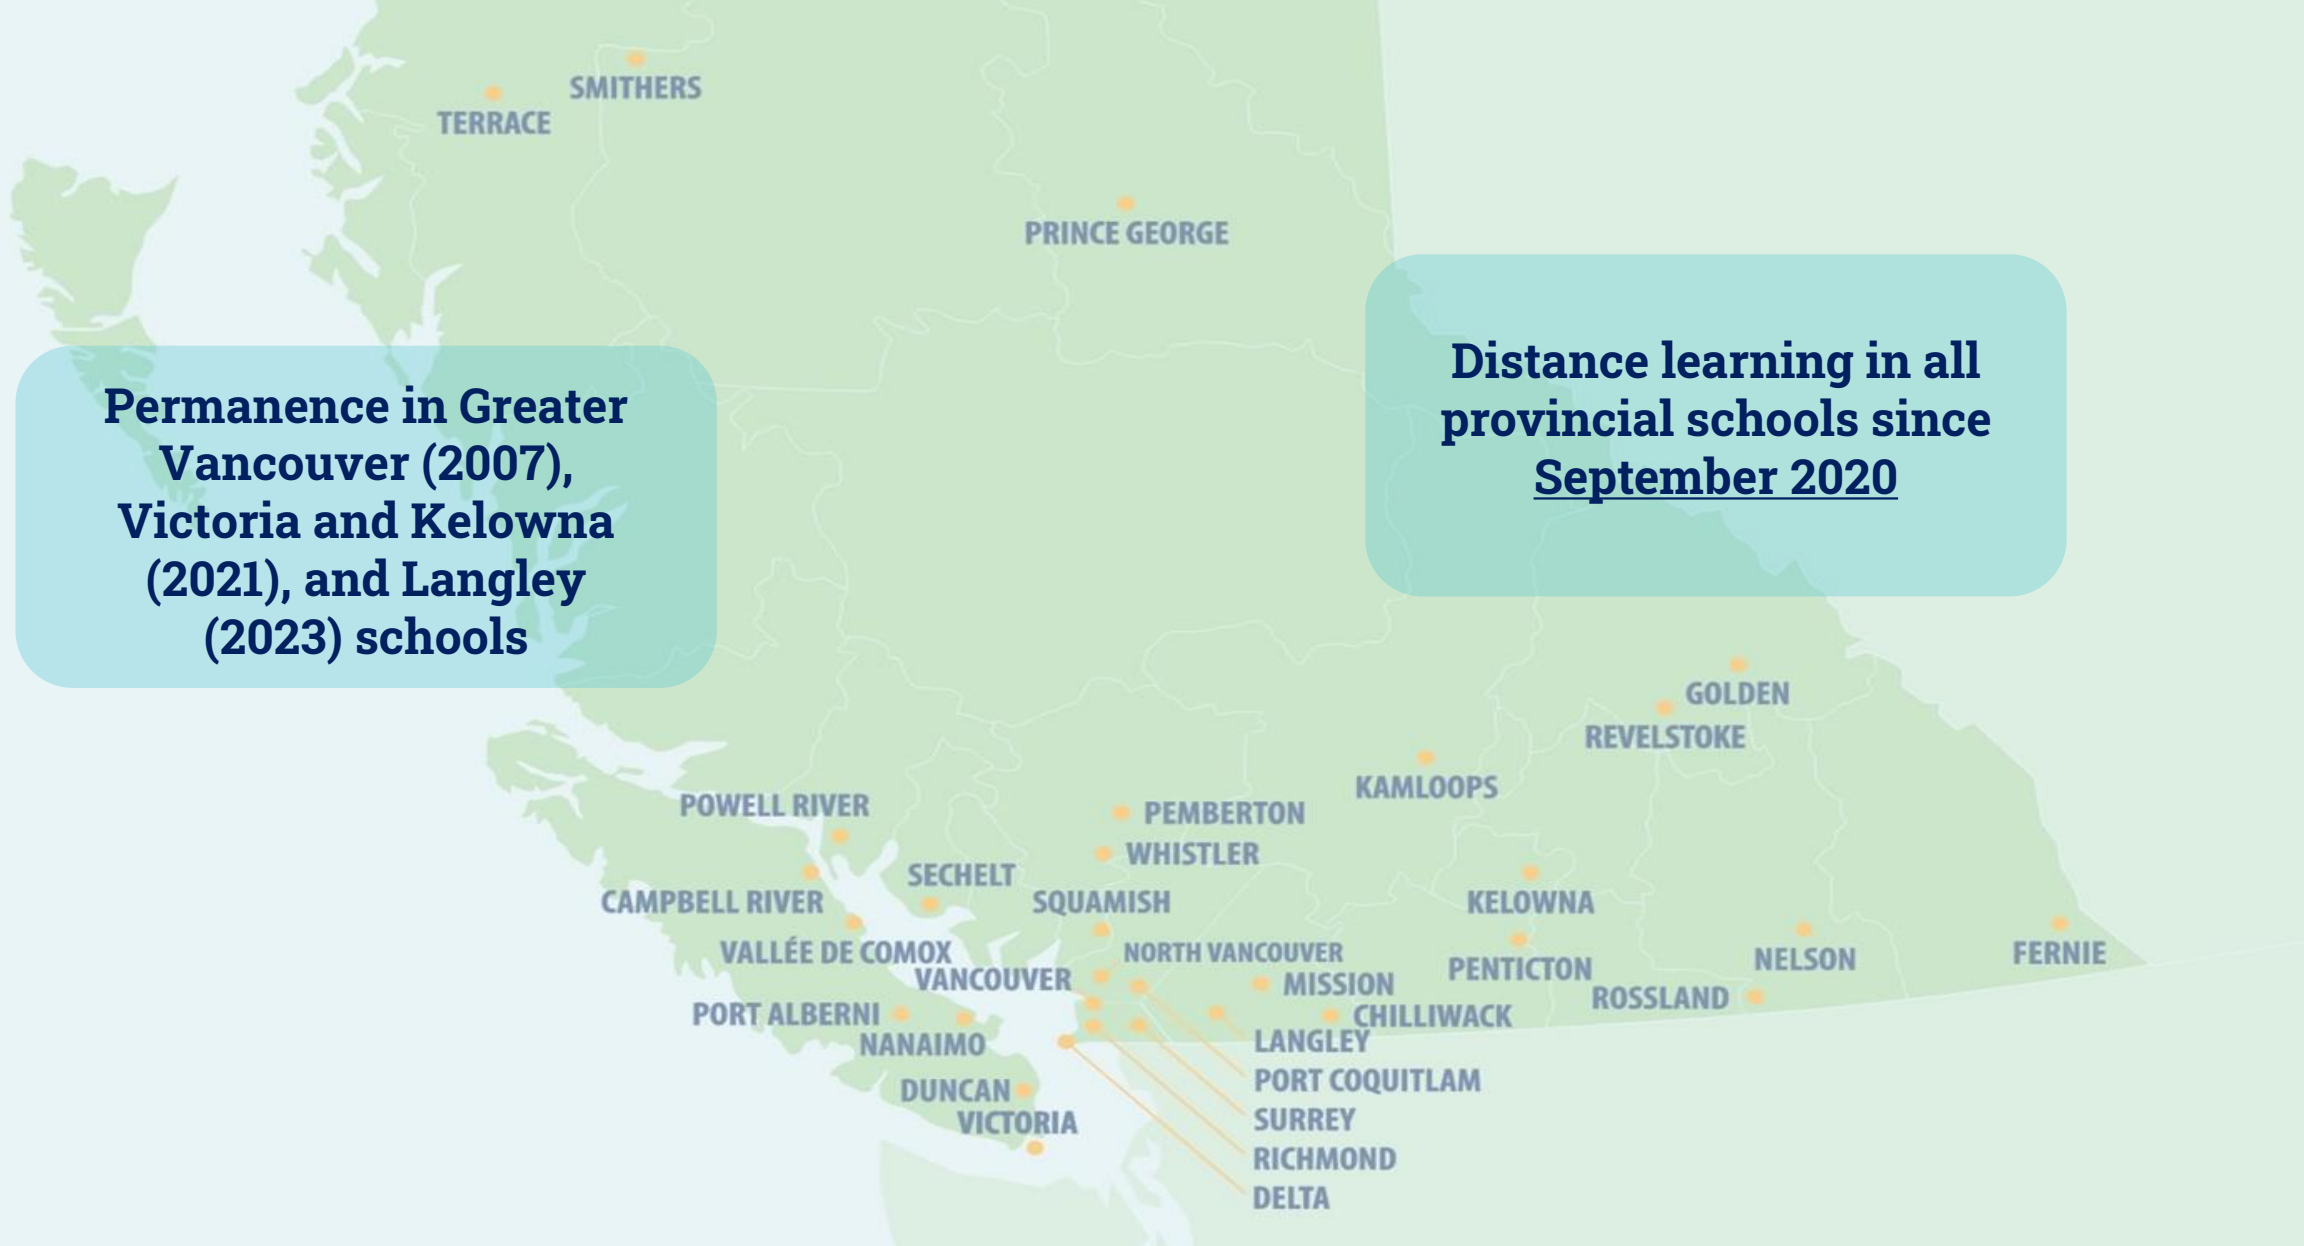 SMITHERS
TERRACE
PRINCE GEORGE
Permanence in Greater
Vancouver (2007),
Victoria and Kelowna
(2021), and Langley
(2023) schools
Distance learning in all
provincial schools since
September 2020
GOLDEN
REVELSTOKE
KAMLOOPS
POWELL RIVER
PEMBERTON
WHISTLER
SECHELT
CAMPBELL RIVER
SQUAMISH
KELOWNA
VALLÉE DE COMOX
NORTH VANCOUVER
VANCOUVER
MISSION
PENTICTON
NELSON
FERNIE
ROSSLAND
PORT ALBERNI
CHILLIWACK
NANAIMO
LANGLEY
PORT COQUITLAM
DUNCAN
SURREY
VICTORIA
RICHMOND
DELTA